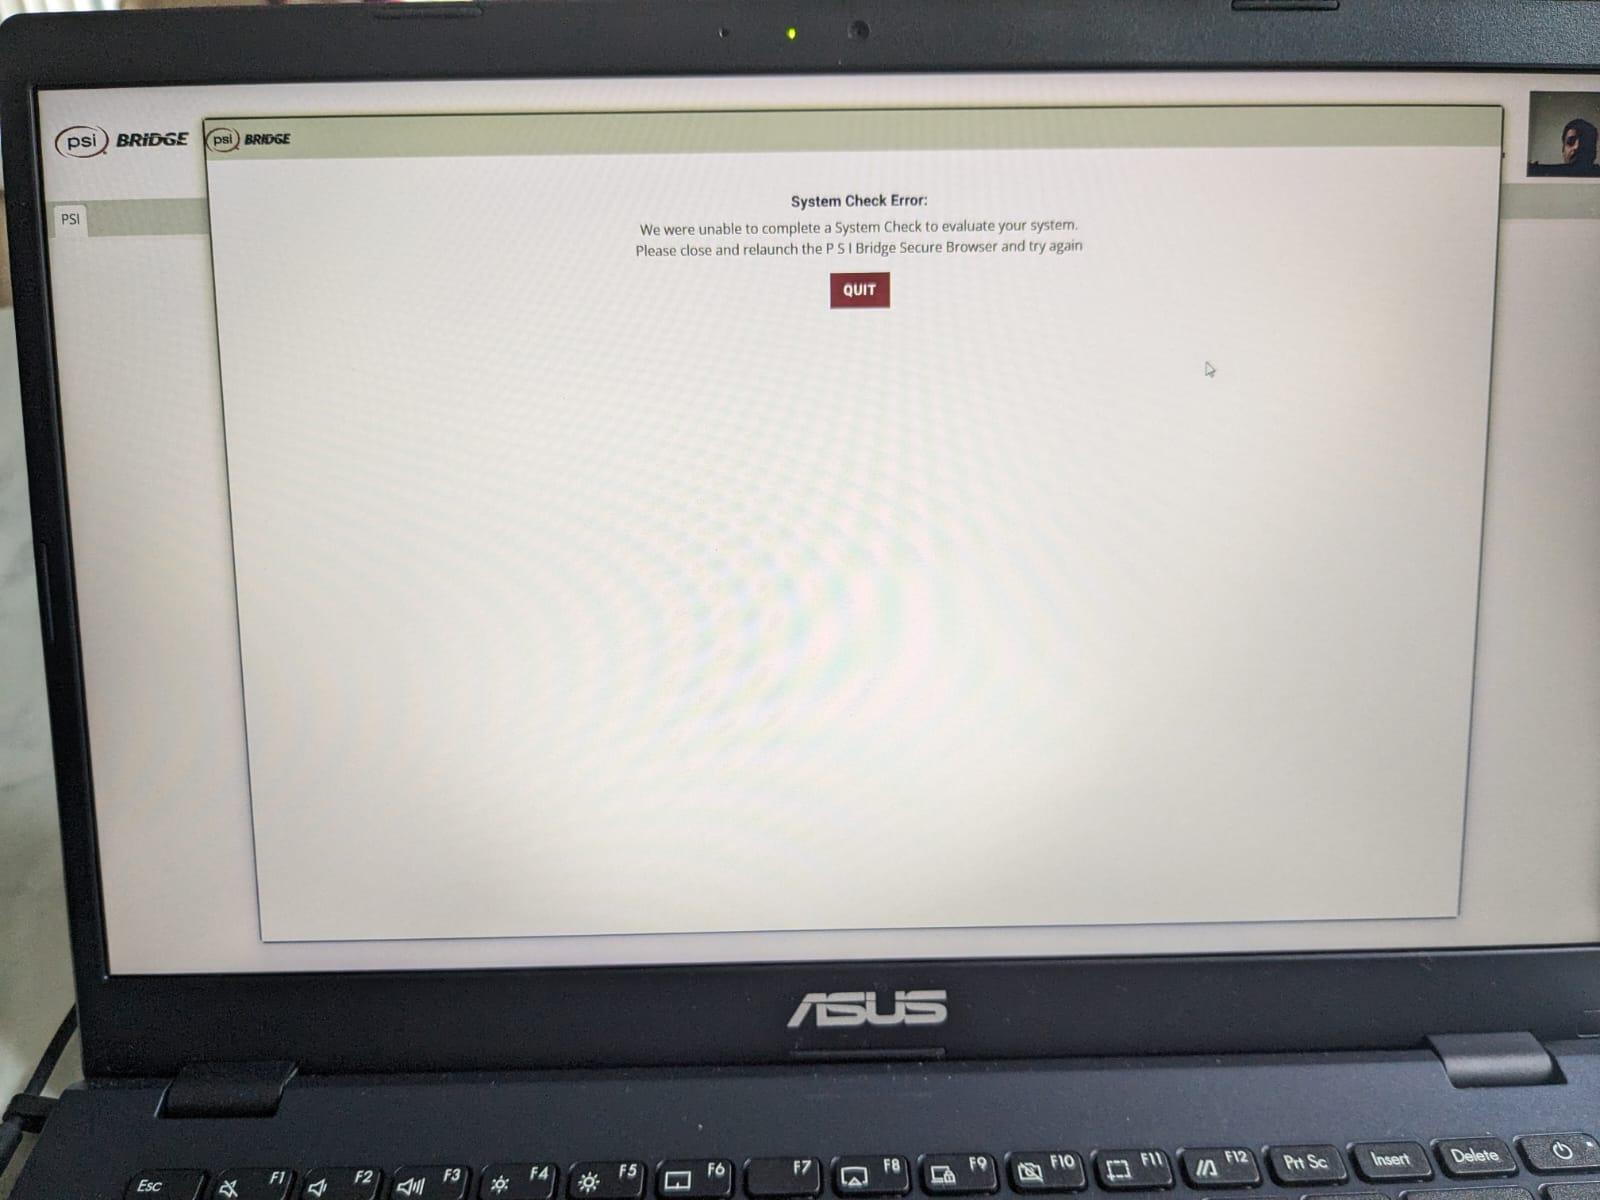 psi BRIDGE
psi BRIDGE
PSI
System Check Error:
We were unable to complete a System Check to evaluate your system.
Please close and relaunch the P S I Bridge Secure Browser and try again
QUIT
ASUS
Esc F1 F2 F3 F4 F5 F6 F7 F8 F9 F10 F11 F12 Prt Sc Insert Delete